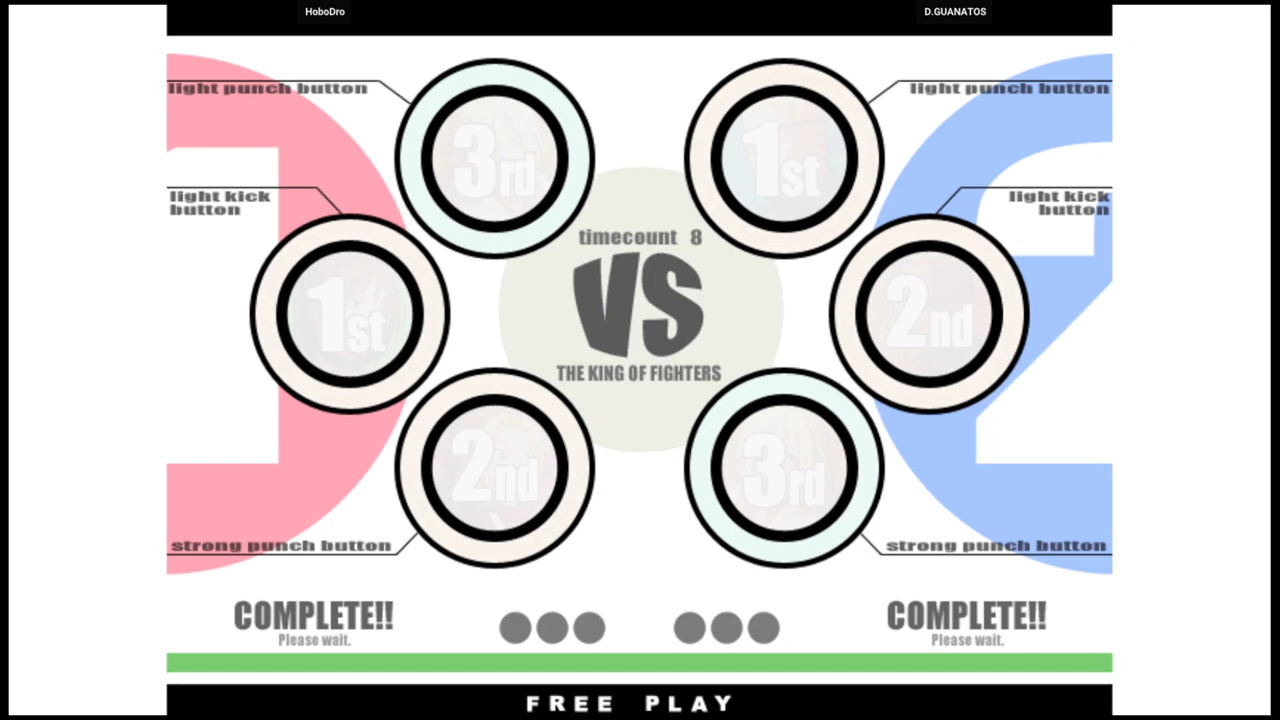 HoboDro D.GUANATOS
light punch button
light punch button
3rd
1st
light kick
button
light kick
button
timecount 8
VS
THE KING OF FIGHTERS
1st
2nd
2nd
3rd
strong punch button
strong punch button
COMPLETE!!
Please wait.
COMPLETE!!
Please wait.
FREE PLAY